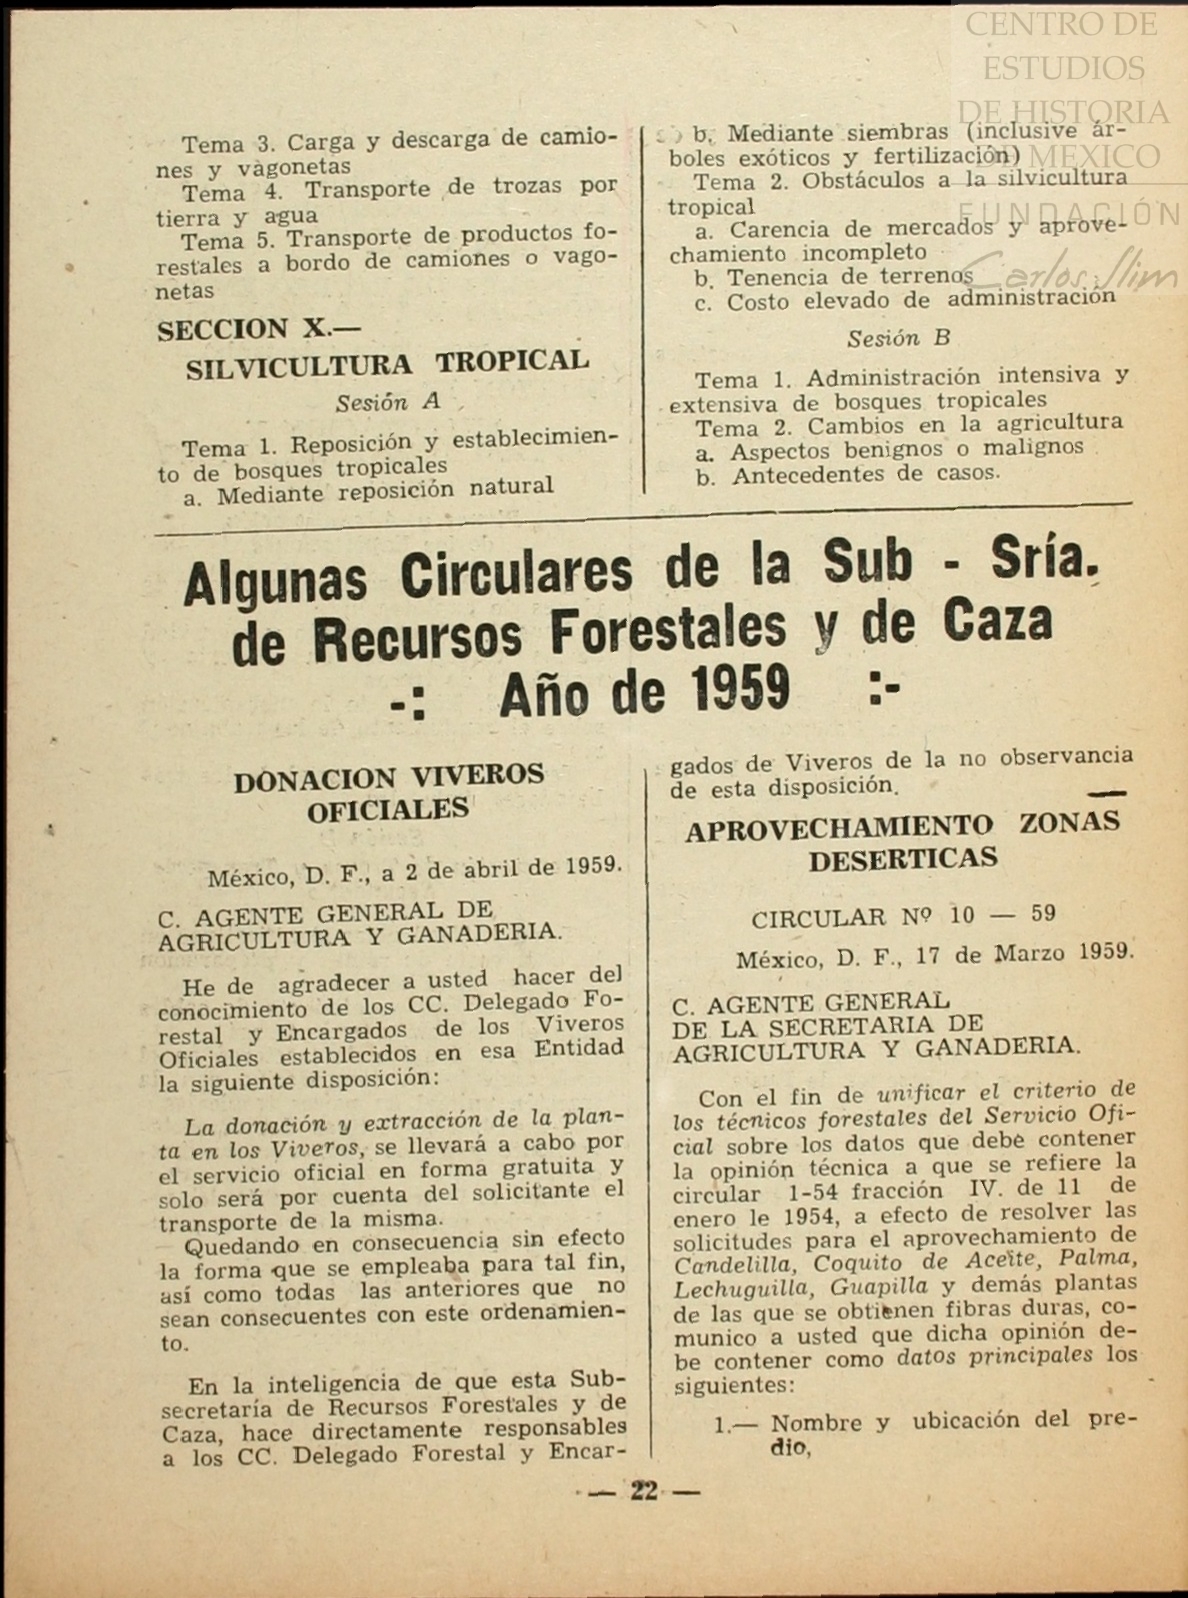 CENTRO DE
ESTUDIOS
DE HISTORIA
DE MÉXICO
FUNDACIÓN
Carlos Slim
Tema 3. Carga y descarga de camio-
nes y vagonetas
Tema 4. Transporte de trozas por
tierra y agua
Tema 5. Transporte de productos fo-
restales a bordo de camiones o vago-
netas
SECCION X.—
SILVICULTURA TROPICAL
Sesión A
Tema 1. Reposición y establecimien-
to de bosques tropicales
a. Mediante reposición natural
b. Mediante siembras (inclusive ár-
boles exóticos y fertilización)
Tema 2. Obstáculos a la silvicultura
tropical
a. Carencia de mercados y aprove-
chamiento incompleto
b. Tenencia de terrenos
c. Costo elevado de administración
Sesión B
Tema 1. Administración intensiva y
extensiva de bosques tropicales
Tema 2. Cambios en la agricultura
a. Aspectos benignos o malignos
b. Antecedentes de casos.
Algunas Circulares de la Sub - Sría.
de Recursos Forestales y de Caza
-: Año de 1959 :-
DONACION VIVEROS
OFICIALES
México, D. F., a 2 de abril de 1959.
C. AGENTE GENERAL DE
AGRICULTURA Y GANADERIA.
He de agradecer a usted hacer del
conocimiento de los CC. Delegado Fo-
restal y Encargados de los Viveros
Oficiales establecidos en esa Entidad
la siguiente disposición:
La donación y extracción de la plan-
ta en los Viveros, se llevará a cabo por
el servicio oficial en forma gratuita y
solo será por cuenta del solicitante el
transporte de la misma.
Quedando en consecuencia sin efecto
la forma que se empleaba para tal fin,
así como todas las anteriores que no
sean consecuentes con este ordenamien-
to.
En la inteligencia de que esta Sub-
secretaría de Recursos Forestales y de
Caza, hace directamente responsables
a los CC. Delegado Forestal y Encar-
gados de Viveros de la no observancia
de esta disposición.
APROVECHAMIENTO ZONAS
DESERTICAS
CIRCULAR Nº 10 — 59
México, D. F., 17 de Marzo 1959.
C. AGENTE GENERAL
DE LA SECRETARIA DE
AGRICULTURA Y GANADERIA.
Con el fin de unificar el criterio de
los técnicos forestales del Servicio Ofi-
cial sobre los datos que debe contener
la opinión técnica a que se refiere la
circular 1-54 fracción IV. de 11 de
enero le 1954, a efecto de resolver las
solicitudes para el aprovechamiento de
Candelilla, Coquito de Aceite, Palma,
Lechuguilla, Guapilla y demás plantas
de las que se obtienen fibras duras, co-
munico a usted que dicha opinión de-
be contener como datos principales los
siguientes:
1.— Nombre y ubicación del pre-
dio,
— 22 —